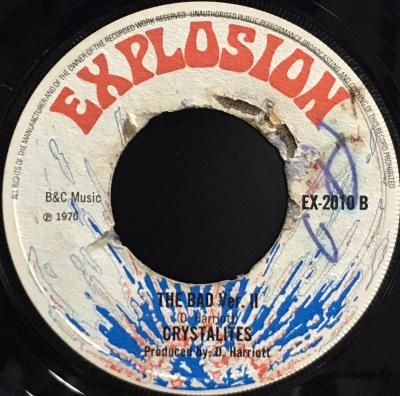 ALL RIGHTS OF THE MANUFACTURER AND OF THE OWNER OF THE RECORDED WORK RESERVED UNAUTHORISED PUBLIC PERFORMANCE BROADCASTING AND COPYING OF THIS RECORD PROHIBITED
EXPLOSION
B&C Music
℗ 1970
EX-2010 B
THE BAD Ver. II
(D. Harriott)
CRYSTALITES
Produced by: D. Harriott